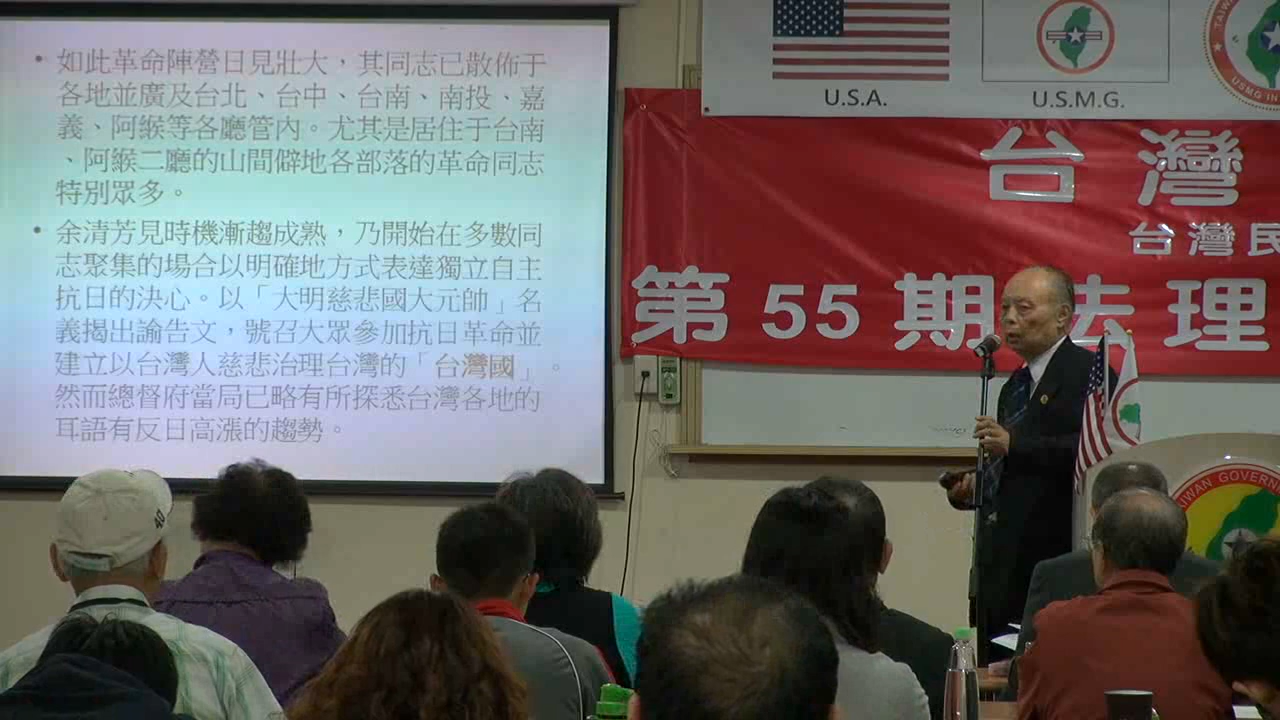 • 如此革命陣營日見壯大，其同志已散佈于
各地並廣及台北、台中、台南、南投、嘉
義、阿緱等各廳管內。尤其是居住于台南
、阿緱二廳的山間僻地各部落的革命同志
特別眾多。
• 余清芳見時機漸趨成熟，乃開始在多數同
志聚集的場合以明確地方式表達獨立自主
抗日的決心。以「大明慈悲國大元帥」名
義揭出諭告文，號召大眾參加抗日革命並
建立以台灣人慈悲治理台灣的「台灣國」。
然而總督府當局已略有所探悉台灣各地的
耳語有反日高漲的趨勢。
U.S.A.
U.S.M.G.
USMG IN
台灣
台灣民
第55期法理
TAIWAN GOVERN
40